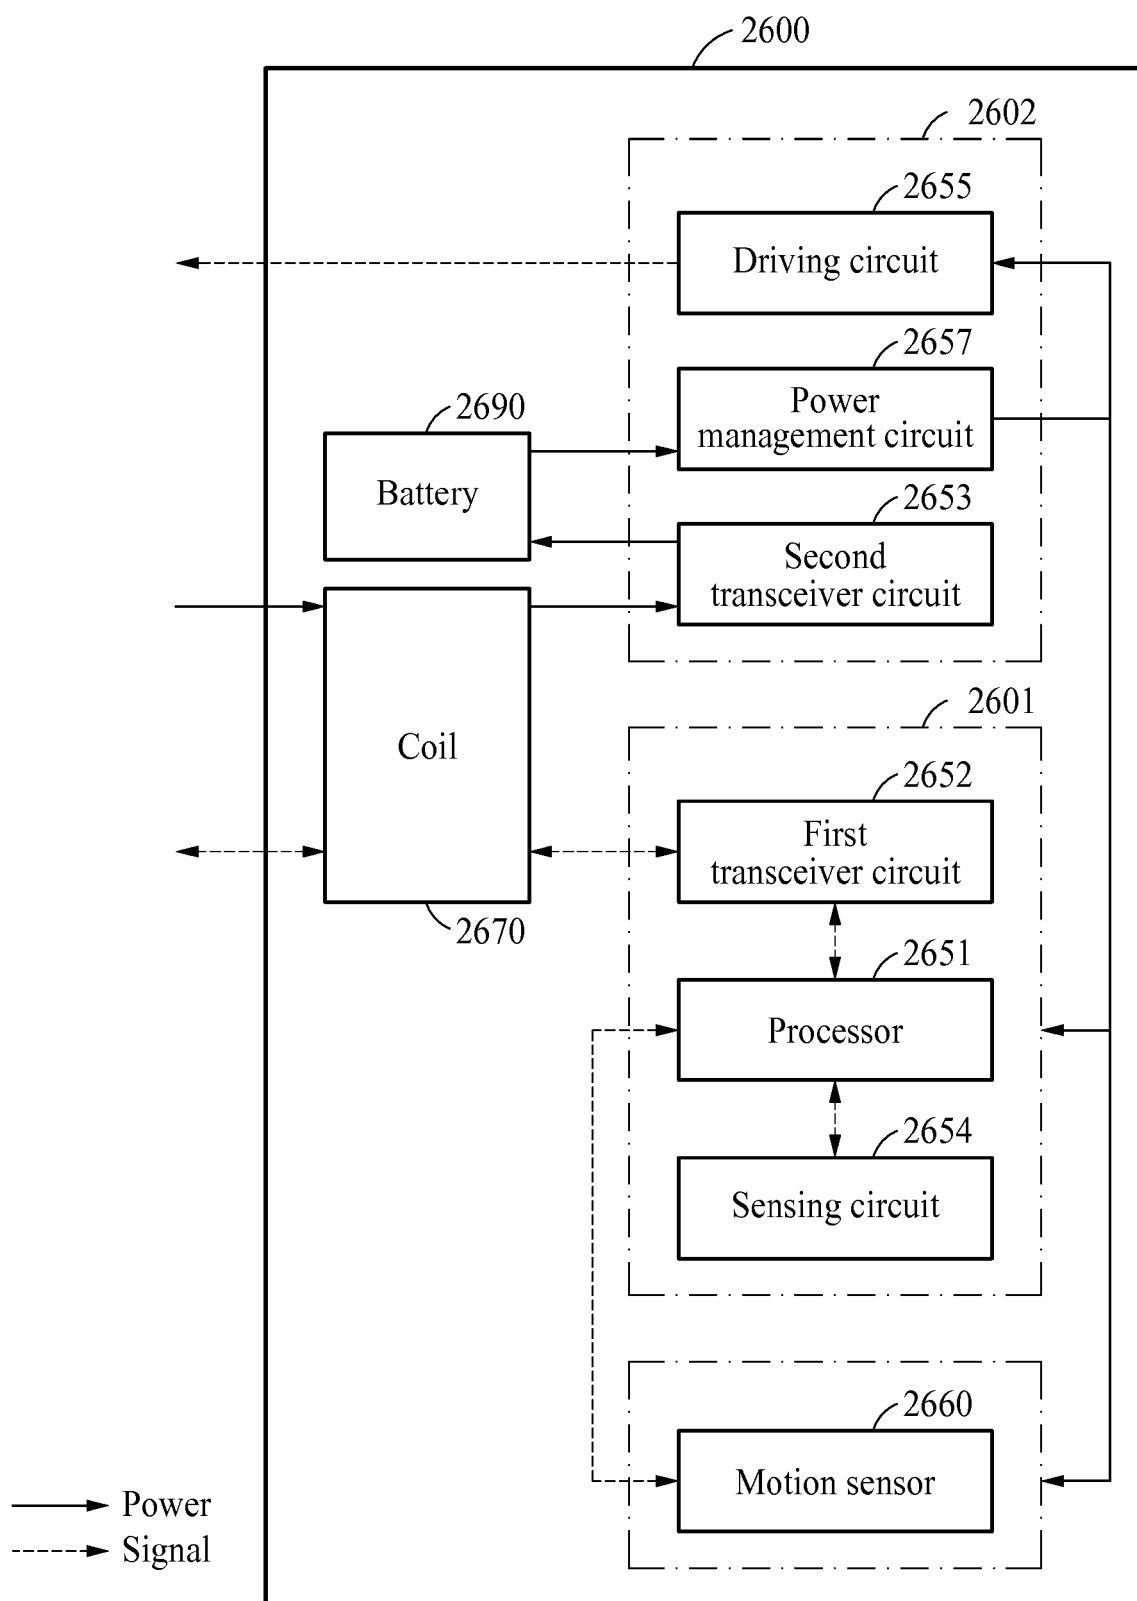 2600
2602
2655
Driving circuit
2657
Power
management circuit
2690
Battery
2653
Second
transceiver circuit
2601
Coil
2652
First
transceiver circuit
2670
2651
Processor
2654
Sensing circuit
2660
Motion sensor
Power
Signal